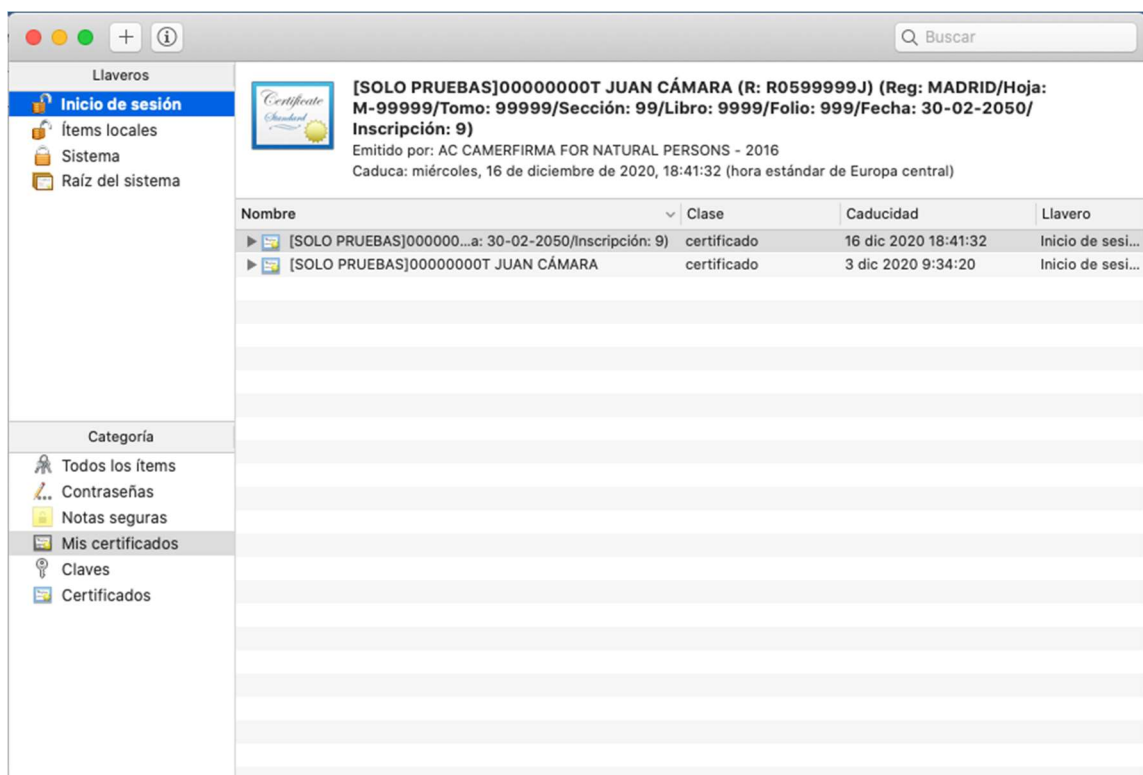 Buscar
Llaveros
Inicio de sesión
Ítems locales
Sistema
Raíz del sistema
Certificate
Standard
[SOLO PRUEBAS]00000000T JUAN CÁMARA (R: R0599999J) (Reg: MADRID/Hoja:
M-99999/Tomo: 99999/Sección: 99/Libro: 9999/Folio: 999/Fecha: 30-02-2050/
Inscripción: 9)
Emitido por: AC CAMERFIRMA FOR NATURAL PERSONS - 2016
Caduca: miércoles, 16 de diciembre de 2020, 18:41:32 (hora estándar de Europa central)
Nombre Clase Caducidad Llavero
[SOLO PRUEBAS]000000...a: 30-02-2050/Inscripción: 9) certificado 16 dic 2020 18:41:32 Inicio de sesi...
[SOLO PRUEBAS]00000000T JUAN CÁMARA certificado 3 dic 2020 9:34:20 Inicio de sesi...
Categoría
Todos los ítems
Contraseñas
Notas seguras
Mis certificados
Claves
Certificados